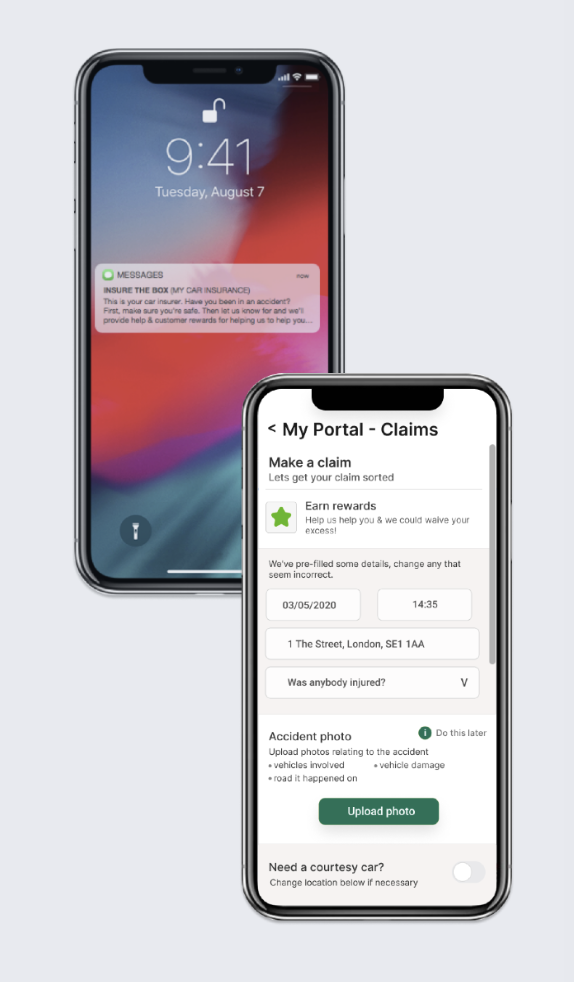 9:41
Tuesday, August 7
MESSAGES
now
INSURE THE BOX (MY CAR INSURANCE)
This is your car insurer. Have you been in an accident?
First, make sure you're safe. Then let us know for and we'll
provide help & customer rewards for helping us to help you...
< My Portal - Claims
Make a claim
Lets get your claim sorted
Earn rewards
Help us help you & we could waive your
excess!
We've pre-filled some details, change any that
seem incorrect.
03/05/2020
14:35
1 The Street, London, SE1 1AA
Was anybody injured? V
Accident photo
i Do this later
Upload photos relating to the accident
• vehicles involved
• vehicle damage
• road it happened on
Upload photo
Need a courtesy car?
Change location below if necessary